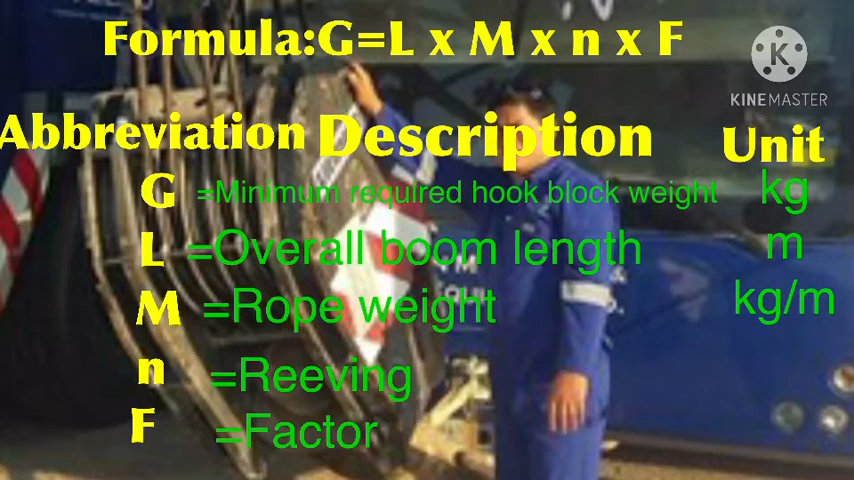 Formula:G=L x M x n x F
KINEMASTER
Abbreviation Description Unit
G =Minimum required hook block weight kg
L =Overall boom length m
M =Rope weight kg/m
n =Reeving
F =Factor